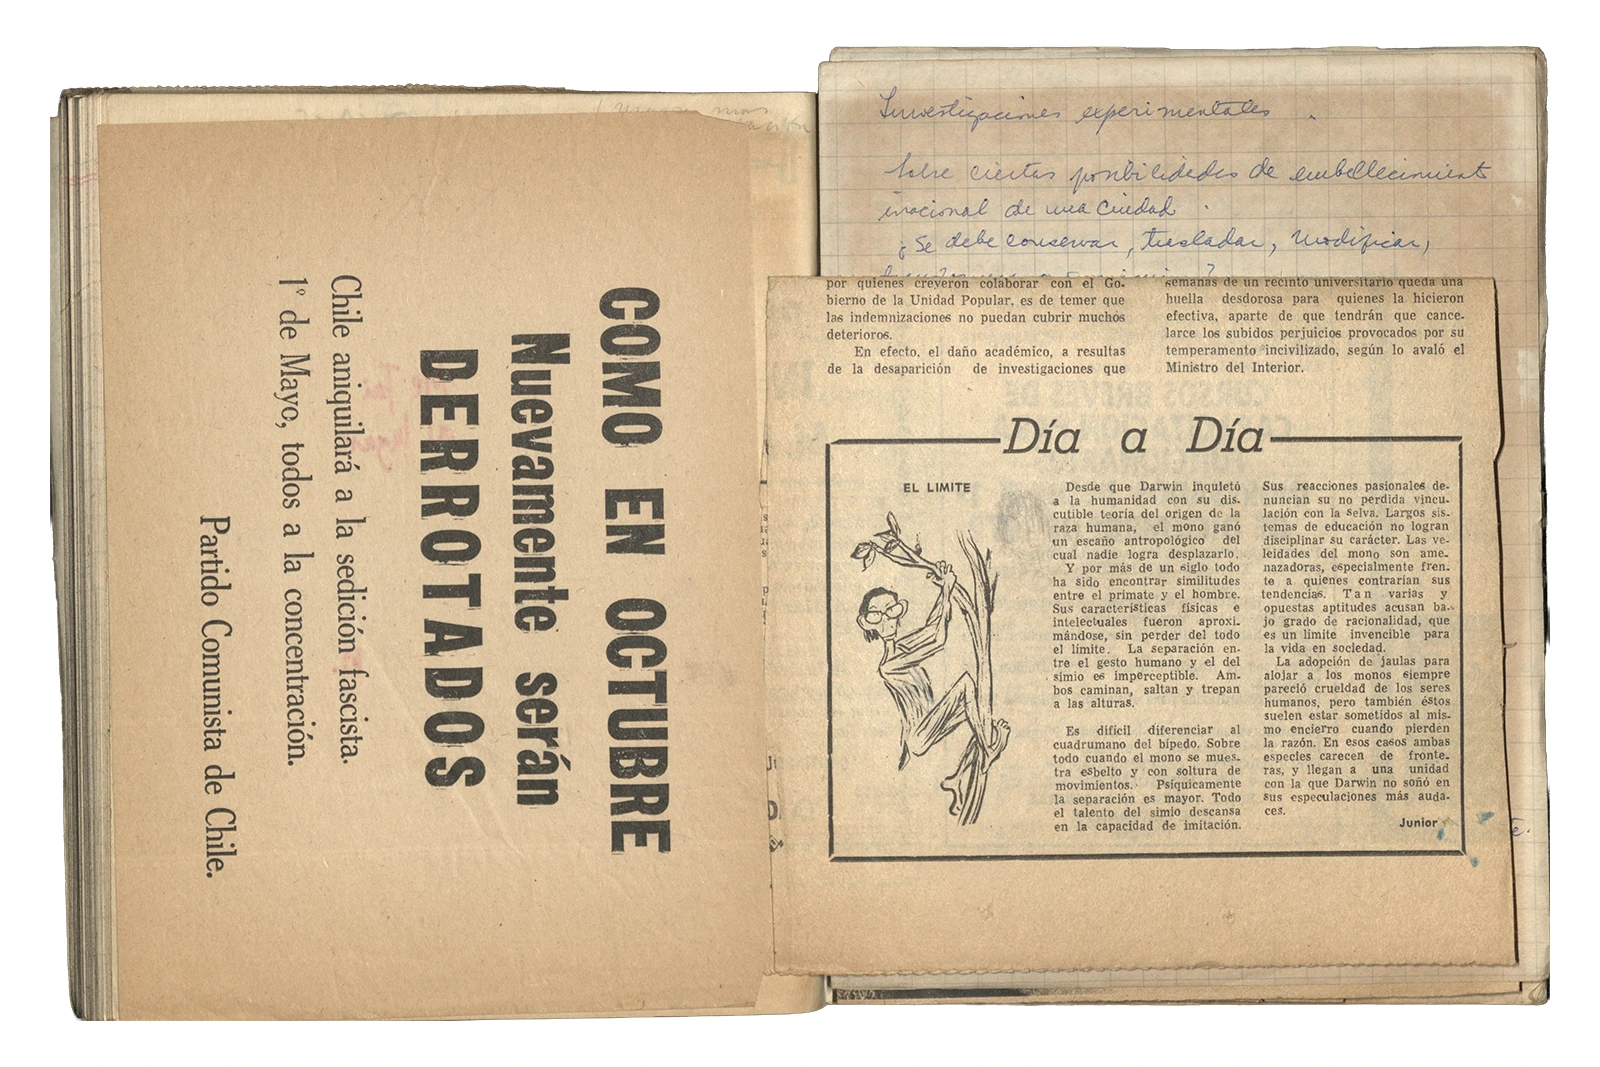 COMO EN OCTUBRE
Nuevamente serán
DERROTADOS
Chile aniquilará a la sedición fascista.
1º de Mayo, todos a la concentración.
Partido Comunista de Chile.
Investigaciones experimentales.
Sobre ciertas posibilidades de embellecimient
irracional de una ciudad.
¿Se debe conservar, trasladar, modificar,
por quienes creyeron colaborar con el Go-
bierno de la Unidad Popular, es de temer que
las indemnizaciones no puedan cubrir muchos
deterioros.
En efecto, el daño académico, a resultas
de la desaparición de investigaciones que
semanas de un recinto universitario queda una
huella desdorosa para quienes la hicieron
efectiva, aparte de que tendrán que cance-
larce los subidos perjuicios provocados por su
temperamento incivilizado, según lo avaló el
Ministro del Interior.
Día a Día
EL LIMITE
Desde que Darwin inquietó
a la humanidad con su dis-
cutible teoría del origen de la
raza humana, el mono ganó
un escaño antropológico del
cual nadie logra desplazarlo.
Y por más de un siglo todo
ha sido encontrar similitudes
entre el primate y el hombre.
Sus características físicas e
intelectuales fueron aproxi-
mándose, sin perder del todo
el límite. La separación en-
tre el gesto humano y el del
simio es imperceptible. Am-
bos caminan, saltan y trepan
a las alturas.
Es difícil diferenciar al
cuadrumano del bípedo. Sobre
todo cuando el mono se mues-
tra esbelto y con soltura de
movimientos. Psíquicamente
la separación es mayor. Todo
el talento del simio descansa
en la capacidad de imitación.
Sus reacciones pasionales de-
nuncian su no perdida vincu-
lación con la selva. Largos sis-
temas de educación no logran
disciplinar su carácter. Las ve-
leidades del mono son ame-
nazadoras, especialmente fren-
te a quienes contrarían sus
tendencias. Tan varias y
opuestas aptitudes acusan ba-
jo grado de racionalidad, que
es un límite invencible para
la vida en sociedad.
La adopción de jaulas para
alojar a los monos siempre
pareció crueldad de los seres
humanos, pero también éstos
suelen estar sometidos al mis-
mo encierro cuando pierden
la razón. En esos casos ambas
especies carecen de fronte-
ras, y llegan a una unidad
con la que Darwin no soñó en
sus especulaciones más auda-
ces.
Junior